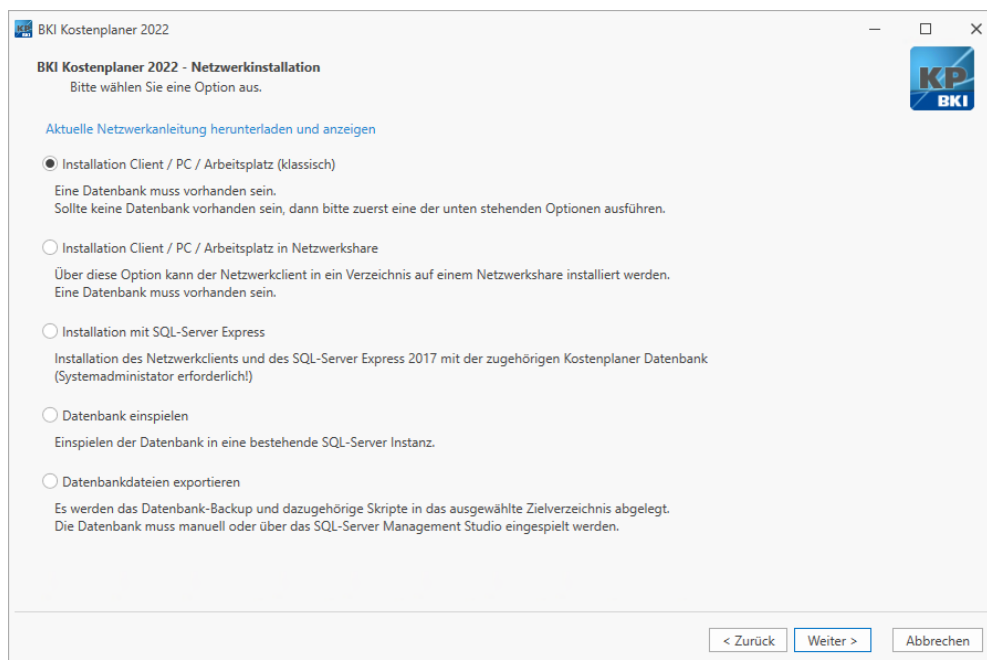 BKI Kostenplaner 2022
BKI Kostenplaner 2022 - Netzwerkinstallation
Bitte wählen Sie eine Option aus.
KP
BKI
Aktuelle Netzwerkanleitung herunterladen und anzeigen
Installation Client / PC / Arbeitsplatz (klassisch)
Eine Datenbank muss vorhanden sein.
Sollte keine Datenbank vorhanden sein, dann bitte zuerst eine der unten stehenden Optionen ausführen.
Installation Client / PC / Arbeitsplatz in Netzwerkshare
Über diese Option kann der Netzwerkclient in ein Verzeichnis auf einem Netzwerkshare installiert werden.
Eine Datenbank muss vorhanden sein.
Installation mit SQL-Server Express
Installation des Netzwerkclients und des SQL-Server Express 2017 mit der zugehörigen Kostenplaner Datenbank
(Systemadministator erforderlich!)
Datenbank einspielen
Einspielen der Datenbank in eine bestehende SQL-Server Instanz.
Datenbankdateien exportieren
Es werden das Datenbank-Backup und dazugehörige Skripte in das ausgewählte Zielverzeichnis abgelegt.
Die Datenbank muss manuell oder über das SQL-Server Management Studio eingespielt werden.
< Zurück Weiter > Abbrechen